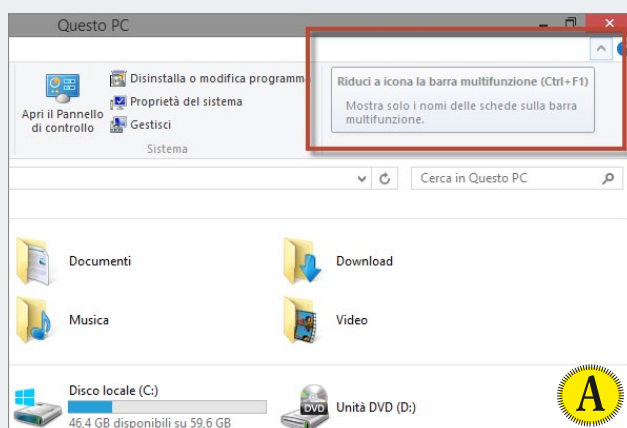 Questo PC
Disinstalla o modifica programma
Proprietà del sistema
Gestisci
Apri il Pannello
di controllo
Sistema
Riduci a icona la barra multifunzione (Ctrl+F1)
Mostra solo i nomi delle schede sulla barra
multifunzione.
Cerca in Questo PC
Documenti
Download
Musica
Video
Disco locale (C:)
46,4 GB disponibili su 59,6 GB
DVD
Unità DVD (D:)
A